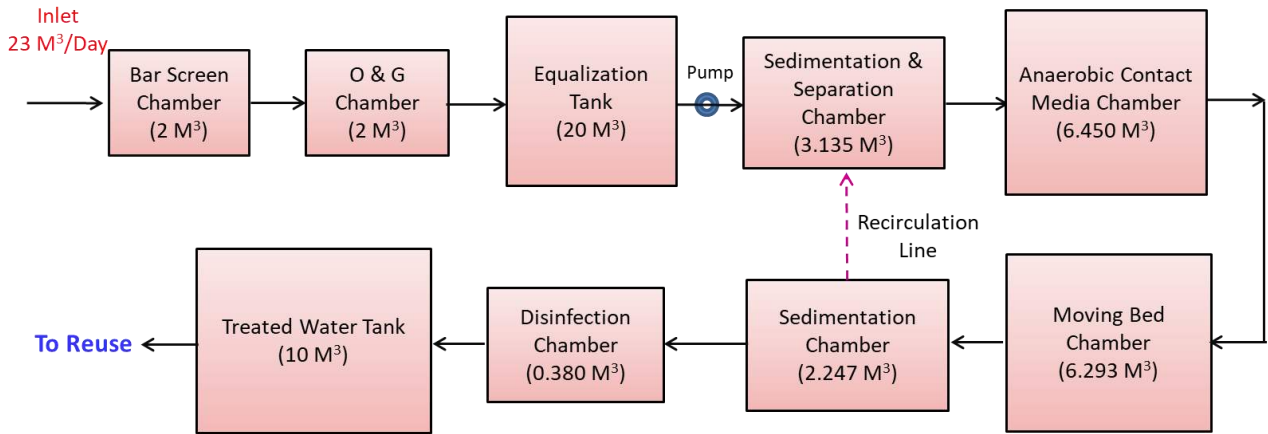 Inlet
23 M³/Day
Bar Screen
Chamber
(2 M³)
O & G
Chamber
(2 M³)
Equalization
Tank
(20 M³)
Pump
Sedimentation &
Separation
Chamber
(3.135 M³)
Anaerobic Contact
Media Chamber
(6.450 M³)
Recirculation
Line
To Reuse
Treated Water Tank
(10 M³)
Disinfection
Chamber
(0.380 M³)
Sedimentation
Chamber
(2.247 M³)
Moving Bed
Chamber
(6.293 M³)